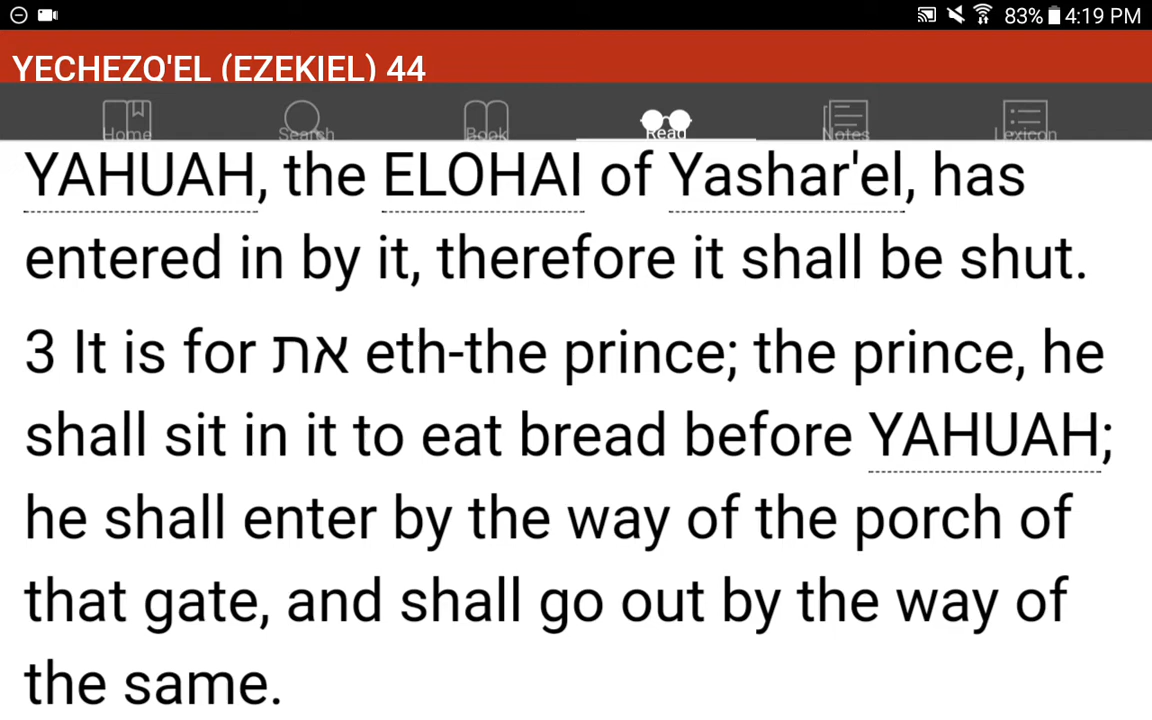 83% 4:19 PM
YECHEZQ'EL (EZEKIEL) 44
Home Search Book Read Notes Lexicon
YAHUAH, the ELOHAI of Yashar'el, has
entered in by it, therefore it shall be shut.
3 It is for את eth-the prince; the prince, he
shall sit in it to eat bread before YAHUAH;
he shall enter by the way of the porch of
that gate, and shall go out by the way of
the same.